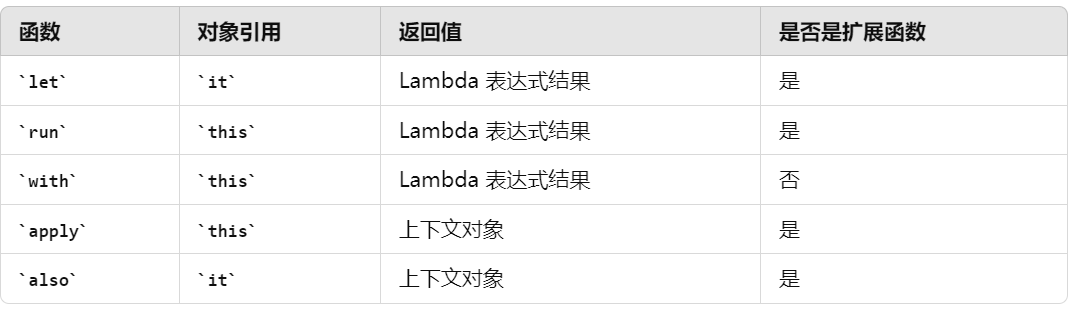 函数 对象引用 返回值 是否是扩展函数
`let` `it` Lambda 表达式结果 是
`run` `this` Lambda 表达式结果 是
`with` `this` Lambda 表达式结果 否
`apply` `this` 上下文对象 是
`also` `it` 上下文对象 是